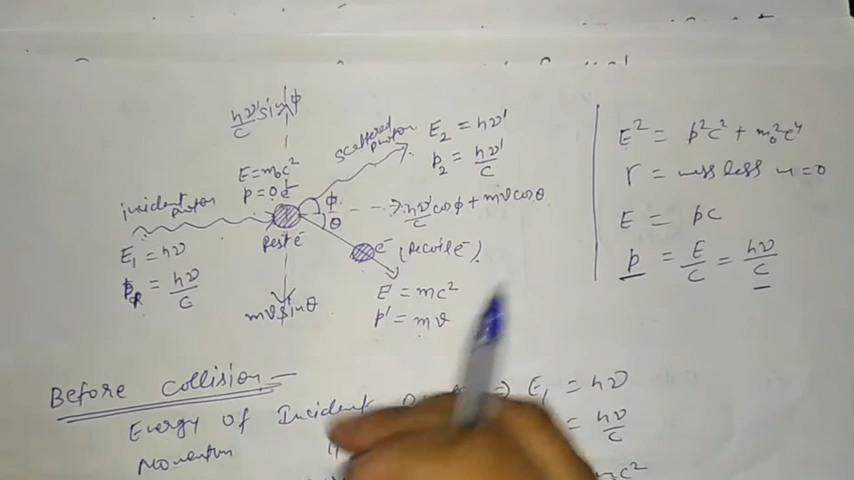 hν'/c sinϕ
scattered photon
E₂ = hν'
p₂ = hν'/c
E = m₀c²
p = 0 e⁻
incident photon
E₁ = hν
p = hν/c
Rest e⁻
ϕ
θ
hν'/c cosϕ + mv cosθ
e⁻ (Recoil e⁻)
E = mc²
p' = mv
mv sinθ
E² = p²c² + m₀²c⁴
r = mass less m = 0
E = pc
p = E/c = hν/c
Before Collision —
Energy of Incident ⇒ E₁ = hν
Momentum = hν/c